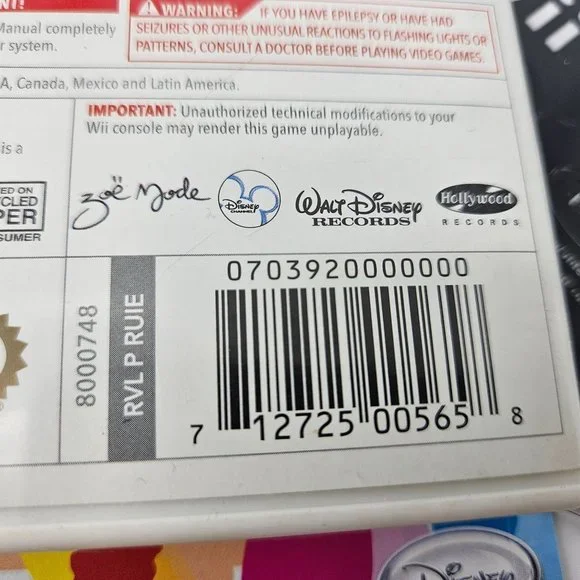 NT!
WARNING: IF YOU HAVE EPILEPSY OR HAVE HAD
SEIZURES OR OTHER UNUSUAL REACTIONS TO FLASHING LIGHTS OR
PATTERNS, CONSULT A DOCTOR BEFORE PLAYING VIDEO GAMES.
Manual completely
r system.
A, Canada, Mexico and Latin America.
IMPORTANT: Unauthorized technical modifications to your
Wii console may render this game unplayable.
is a
ED ON
CLED
PER
SUMER
zoë mode
DISNEY
CHANNEL
WALT DISNEY
RECORDS
Hollywood
RECORDS
0703920000000
8000748
RVL P RUIE
7 12725 00565 8
DISNEY